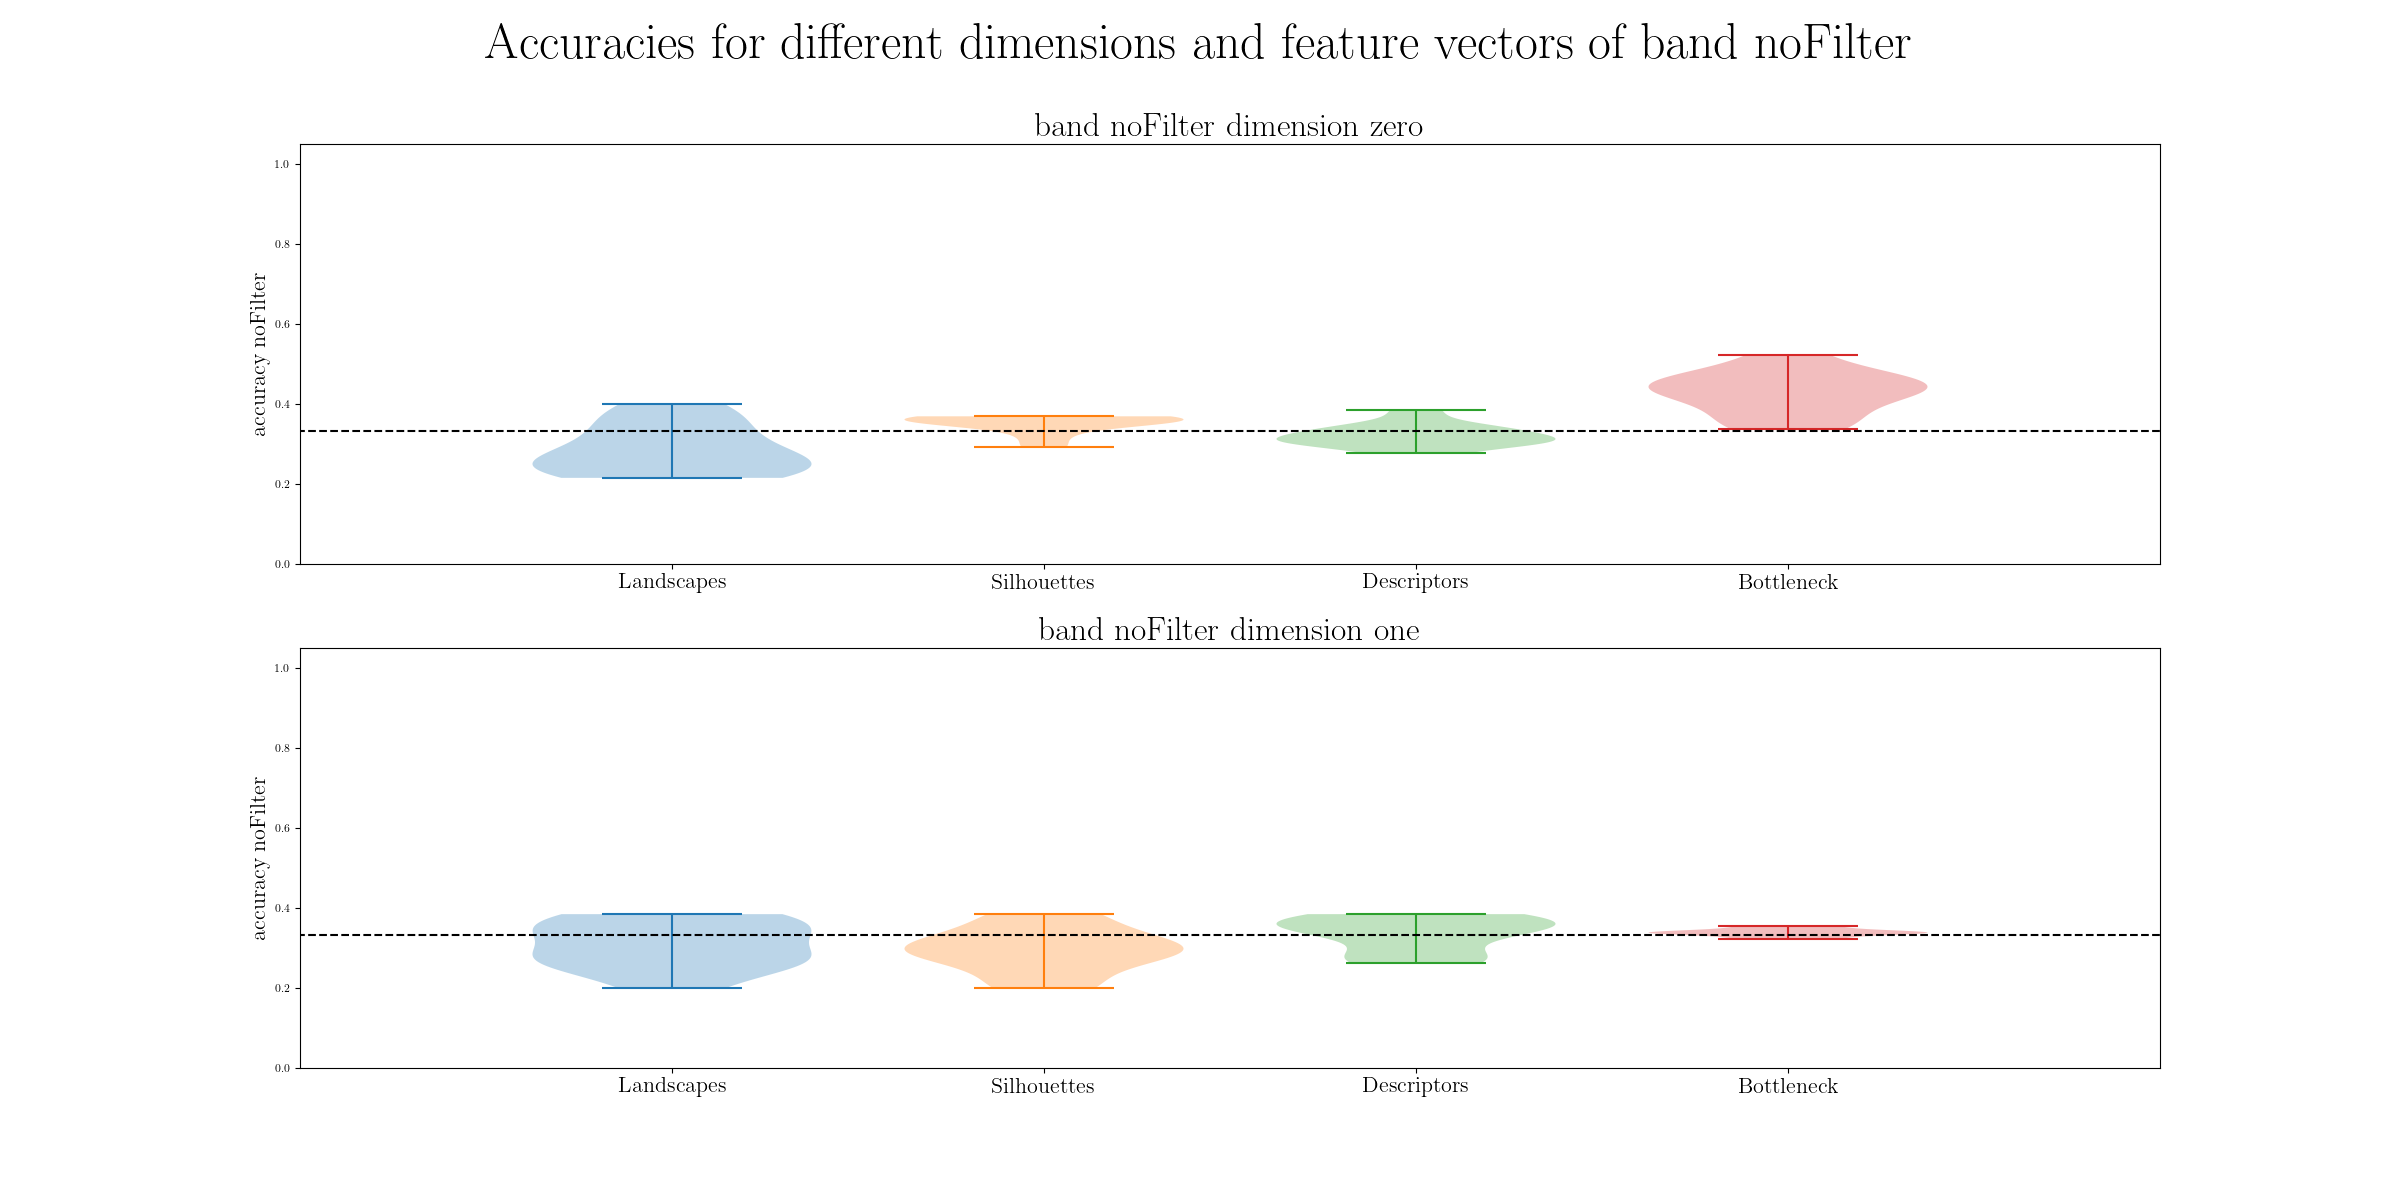 Accuracies for different dimensions and feature vectors of band noFilter
band noFilter dimension zero
accuracy noFilter
1.0
0.8
0.6
0.4
0.2
0.0
Landscapes Silhouettes Descriptors Bottleneck
band noFilter dimension one
accuracy noFilter
1.0
0.8
0.6
0.4
0.2
0.0
Landscapes Silhouettes Descriptors Bottleneck